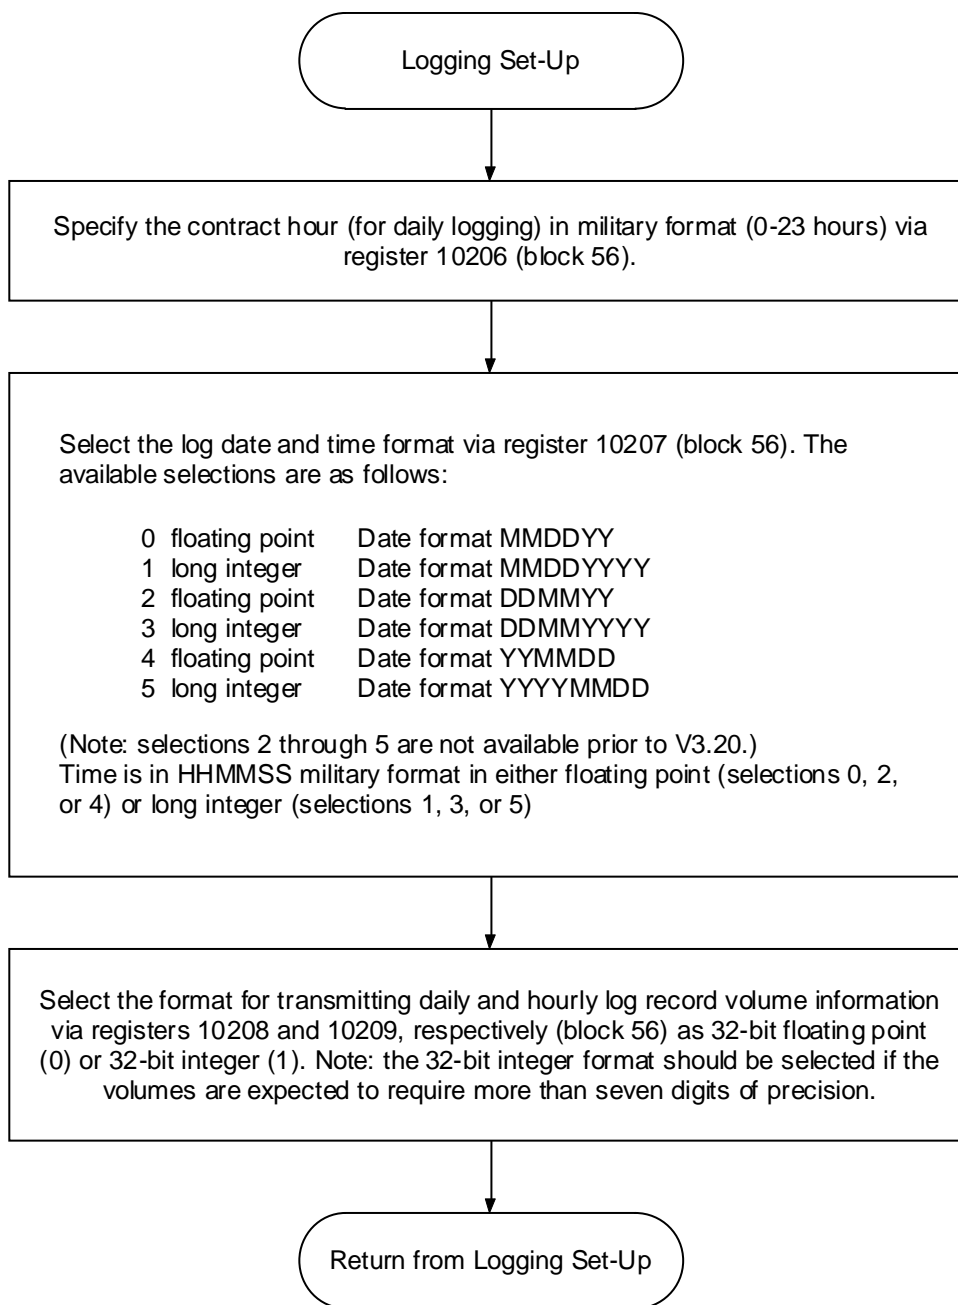 Logging Set-Up
Specify the contract hour (for daily logging) in military format (0-23 hours) via
register 10206 (block 56).
Select the log date and time format via register 10207 (block 56). The
available selections are as follows:
0 floating point Date format MMDDYY
1 long integer Date format MMDDYYYY
2 floating point Date format DDMMYY
3 long integer Date format DDMMYYYY
4 floating point Date format YYMMDD
5 long integer Date format YYYYMMDD
(Note: selections 2 through 5 are not available prior to V3.20.)
Time is in HHMMSS military format in either floating point (selections 0, 2,
or 4) or long integer (selections 1, 3, or 5)
Select the format for transmitting daily and hourly log record volume information
via registers 10208 and 10209, respectively (block 56) as 32-bit floating point
(0) or 32-bit integer (1). Note: the 32-bit integer format should be selected if the
volumes are expected to require more than seven digits of precision.
Return from Logging Set-Up